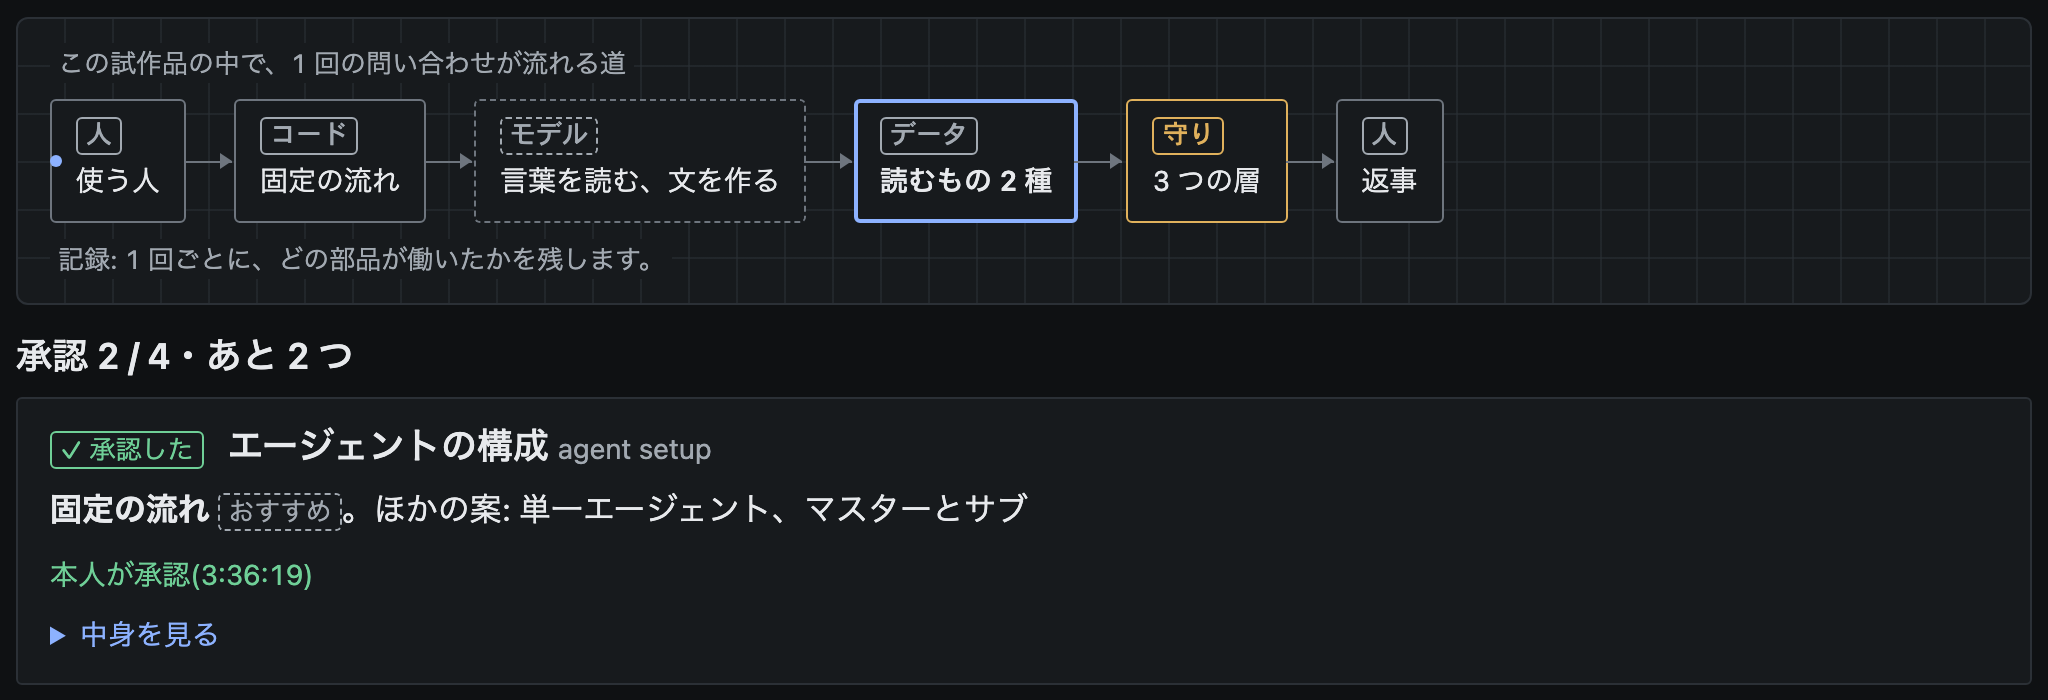 この試作品の中で、1 回の問い合わせが流れる道
人
使う人
コード
固定の流れ
モデル
言葉を読む、文を作る
データ
読むもの 2 種
守り
3 つの層
人
返事
記録: 1 回ごとに、どの部品が働いたかを残します。
承認 2 / 4・あと 2 つ
✓ 承認した エージェントの構成 agent setup
固定の流れ おすすめ。ほかの案: 単一エージェント、マスターとサブ
本人が承認(3:36:19)
▶ 中身を見る